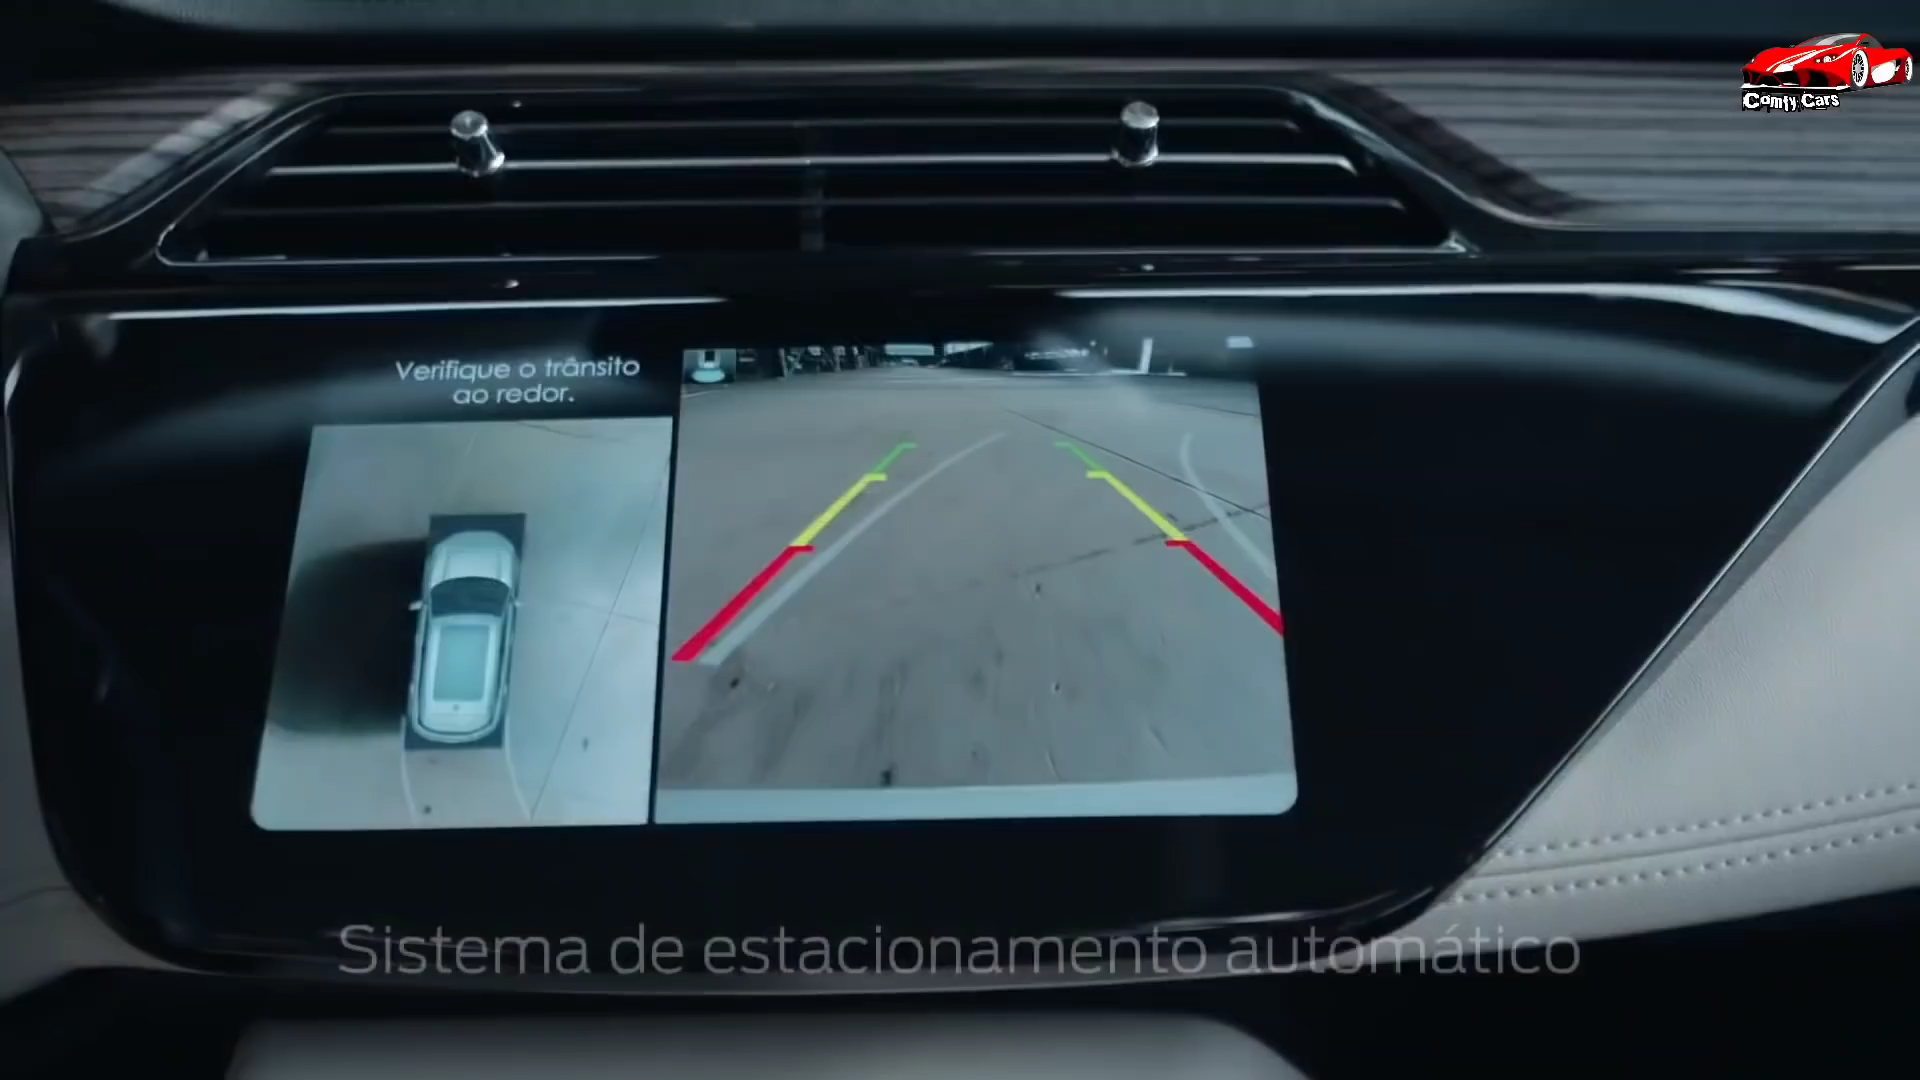 Comfy Cars
Verifique o trânsito
ao redor.
Sistema de estacionamento automático